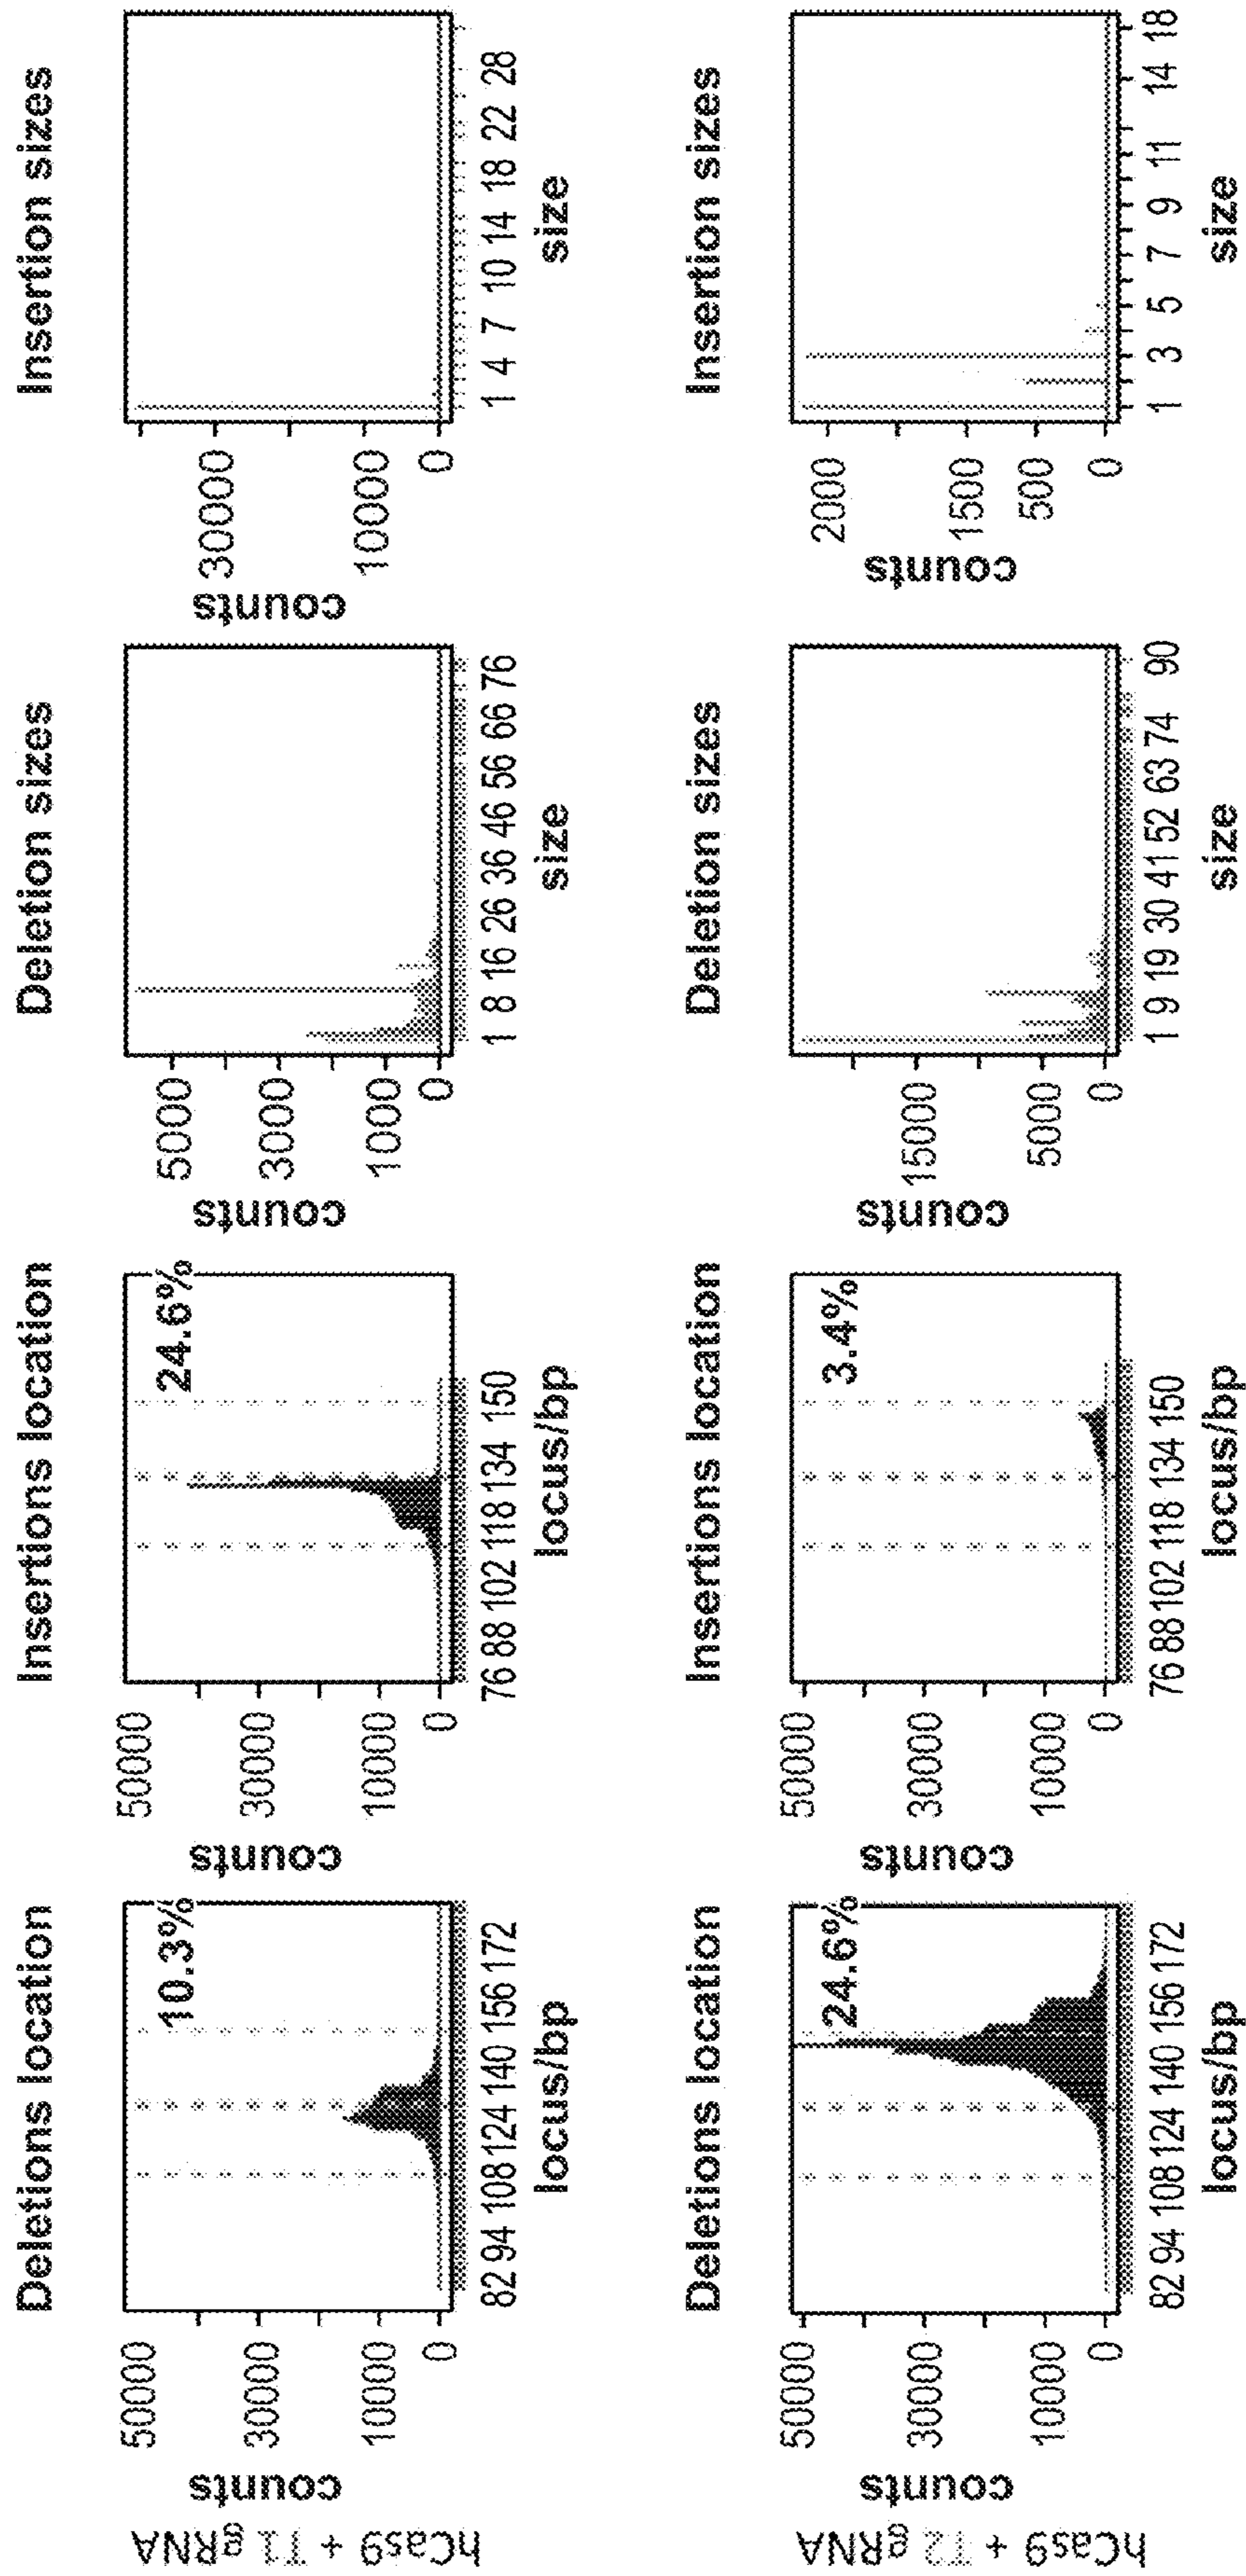 hCas9 + T1 gRNA
Deletions location
counts
50000
30000
10000
0
10.3%
82 94 108 124 140 156 172
locus/bp
Insertions location
counts
50000
30000
10000
0
24.6%
76 88 102 118 134 150
locus/bp
Deletion sizes
counts
5000
3000
1000
0
1 8 16 26 36 46 56 66 76
size
Insertion sizes
counts
30000
10000
0
1 4 7 10 14 18 22 28
size
hCas9 + T2 gRNA
Deletions location
counts
50000
30000
10000
0
24.6%
82 94 108 124 140 156 172
locus/bp
Insertions location
counts
50000
30000
10000
0
3.4%
76 88 102 118 134 150
locus/bp
Deletion sizes
counts
15000
5000
0
1 9 19 30 41 52 63 74 90
size
Insertion sizes
counts
2000
1500
500
0
1 3 5 7 9 11 14 18
size